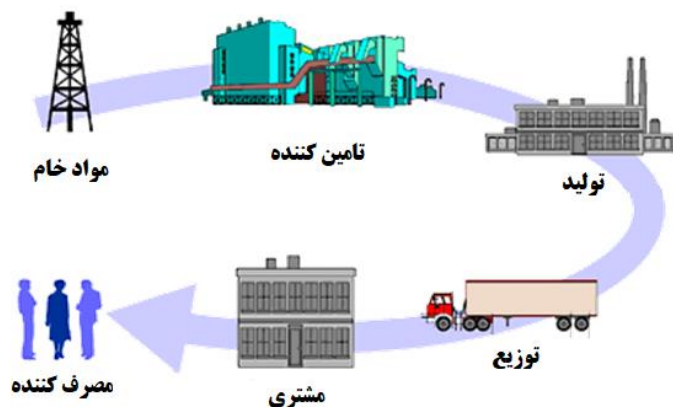 مواد خام
تامین کننده
تولید
توزیع
مشتری
مصرف کننده